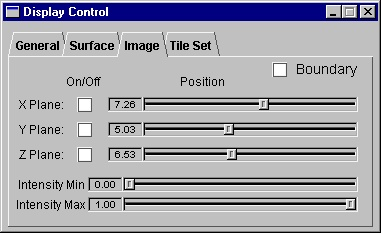 Display Control
General Surface Image Tile Set
Boundary
On/Off Position
X Plane: 7.26
Y Plane: 5.03
Z Plane: 6.53
Intensity Min 0.00
Intensity Max 1.00